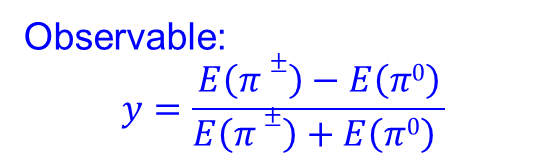 Observable:
y = (E(π±) − E(π⁰)) / (E(π±) + E(π⁰))